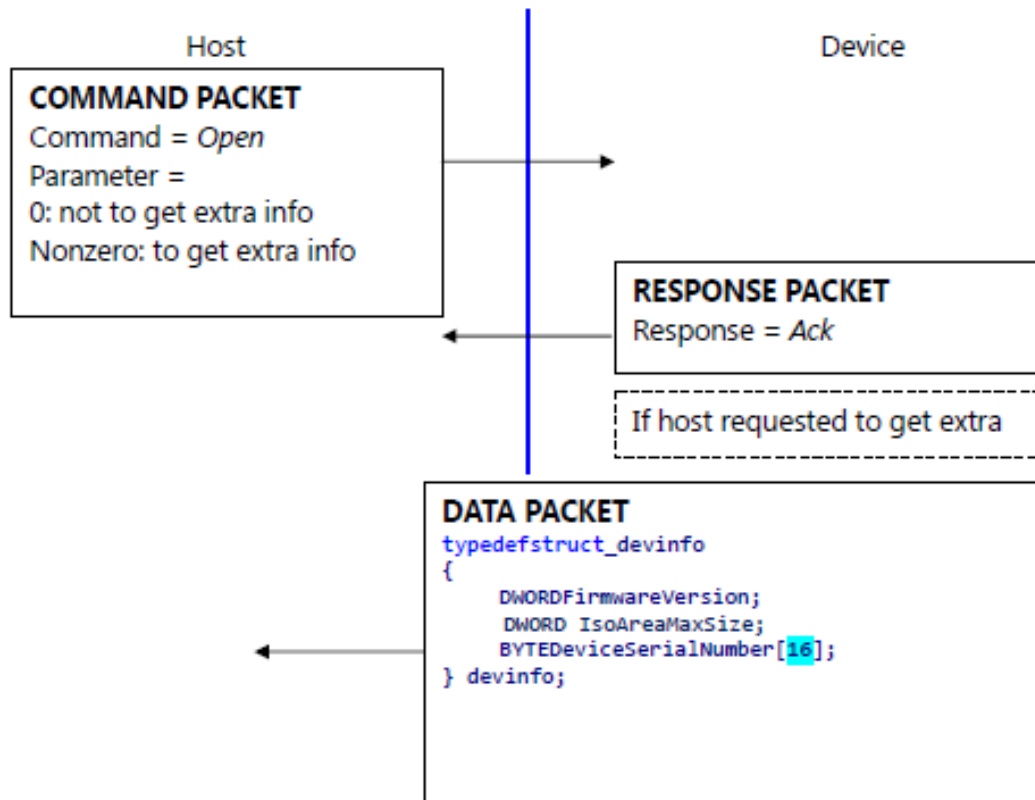 Host
Device
COMMAND PACKET
Command = Open
Parameter =
0: not to get extra info
Nonzero: to get extra info
RESPONSE PACKET
Response = Ack
If host requested to get extra
DATA PACKET
typedefstruct_devinfo
{
DWORDFirmwareVersion;
DWORD IsoAreaMaxSize;
BYTEDeviceSerialNumber[16];
} devinfo;